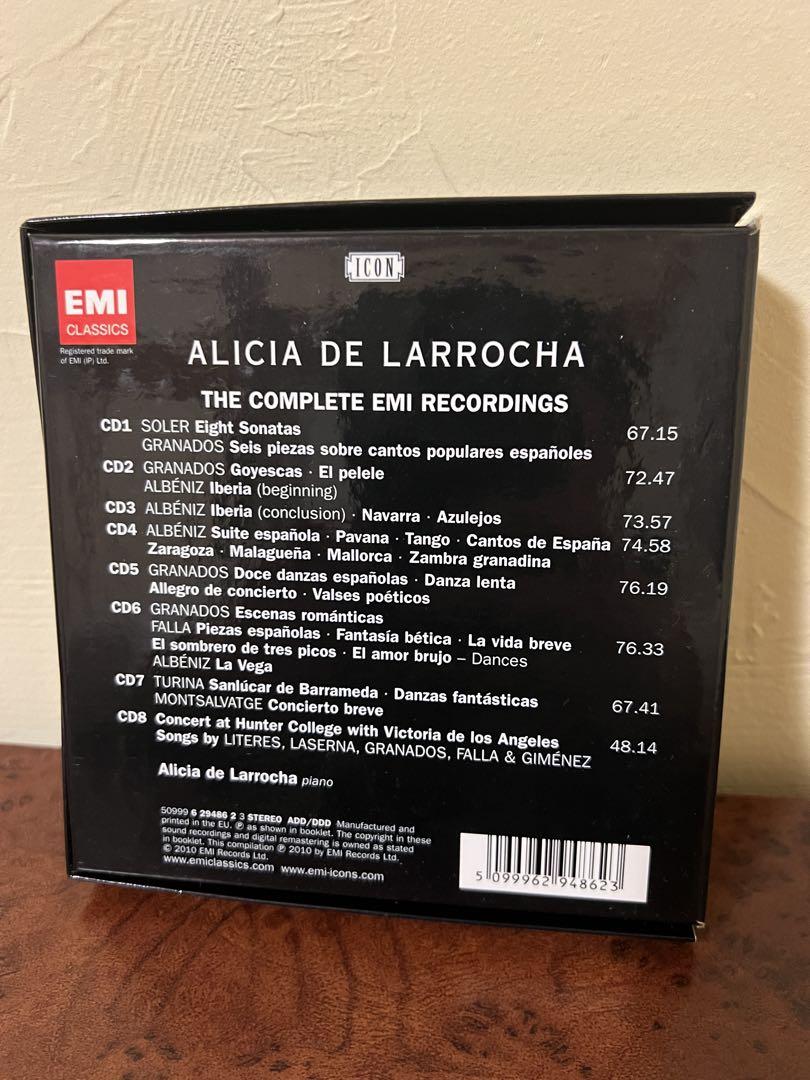 ICON
EMI
CLASSICS
Registered trade mark
of EMI (IP) Ltd.
ALICIA DE LARROCHA
THE COMPLETE EMI RECORDINGS
CD1 SOLER Eight Sonatas
GRANADOS Seis piezas sobre cantos populares españoles 67.15
CD2 GRANADOS Goyescas · El pelele
ALBÉNIZ Iberia (beginning) 72.47
CD3 ALBÉNIZ Iberia (conclusion) · Navarra · Azulejos 73.57
CD4 ALBÉNIZ Suite española · Pavana · Tango · Cantos de España 74.58
Zaragoza · Malagueña · Mallorca · Zambra granadina
CD5 GRANADOS Doce danzas españolas · Danza lenta
Allegro de concierto · Valses poéticos 76.19
CD6 GRANADOS Escenas románticas
FALLA Piezas españolas · Fantasía bética · La vida breve
El sombrero de tres picos · El amor brujo – Dances 76.33
ALBÉNIZ La Vega
CD7 TURINA Sanlúcar de Barrameda · Danzas fantásticas
MONTSALVATGE Concierto breve 67.41
CD8 Concert at Hunter College with Victoria de los Angeles 48.14
Songs by LITERES, LASERNA, GRANADOS, FALLA & GIMÉNEZ
Alicia de Larrocha piano
50999 6 29486 2 3 STEREO ADD/DDD Manufactured and
printed in the EU. ℗ as shown in booklet. The copyright in these
sound recordings and digital remastering is owned as stated
in booklet. This compilation ℗ 2010 by EMI Records Ltd.
© 2010 EMI Records Ltd.
www.emiclassics.com www.emi-icons.com
5 099962 948623